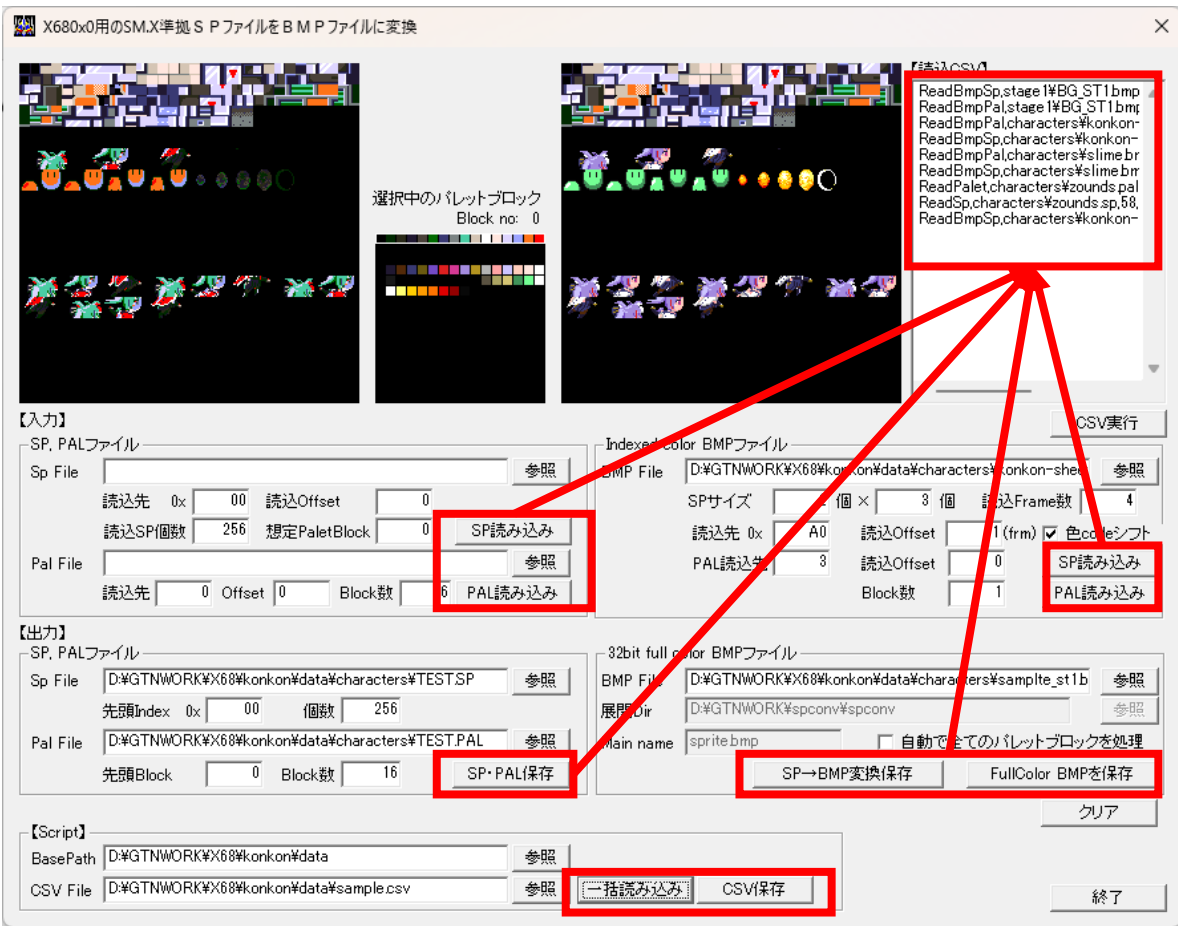 X680x0用のSM.X準拠ＳＰファイルをＢＭＰファイルに変換
【読込CSV】
ReadBmpSp,stage1¥BG_ST1.bmp
ReadBmpPal,stage1¥BG_ST1.bmp
ReadBmpPal,characters¥konkon-
ReadBmpSp,characters¥konkon-
ReadBmpPal,characters¥slime.br
ReadBmpSp,characters¥slime.bm
ReadPalet,characters¥zounds.pal
ReadSp,characters¥zounds.sp,58,
ReadBmpSp,characters¥konkon-
選択中のパレットブロック
Block no: 0
CSV実行
【入力】
SP, PALファイル
Sp File 参照
読込先 0x 00 読込Offset 0
読込SP個数 256 想定PaletBlock 0 SP読み込み
Pal File 参照
読込先 0 Offset 0 Block数 6 PAL読み込み
Indexed color BMPファイル
BMP File D:¥GTNWORK¥X68¥konkon¥data¥characters¥konkon-shee 参照
SPサイズ 個 × 3 個 読込Frame数 4
読込先 0x A0 読込Offset 1 (frm) 色codeシフト
PAL読込先 3 読込Offset 0 SP読み込み
Block数 1 PAL読み込み
【出力】
SP, PALファイル
Sp File D:¥GTNWORK¥X68¥konkon¥data¥characters¥TEST.SP 参照
先頭Index 0x 00 個数 256
Pal File D:¥GTNWORK¥X68¥konkon¥data¥characters¥TEST.PAL 参照
先頭Block 0 Block数 16 SP・PAL保存
32bit full color BMPファイル
BMP File D:¥GTNWORK¥X68¥konkon¥data¥characters¥samplte_st1b 参照
展開Dir D:¥GTNWORK¥spconv¥spconv 参照
Main name sprite.bmp 自動で全てのパレットブロックを処理
SP→BMP変換保存 FullColor BMPを保存
クリア
【Script】
BasePath D:¥GTNWORK¥X68¥konkon¥data 参照
CSV File D:¥GTNWORK¥X68¥konkon¥data¥sample.csv 参照 一括読み込み CSV保存
終了